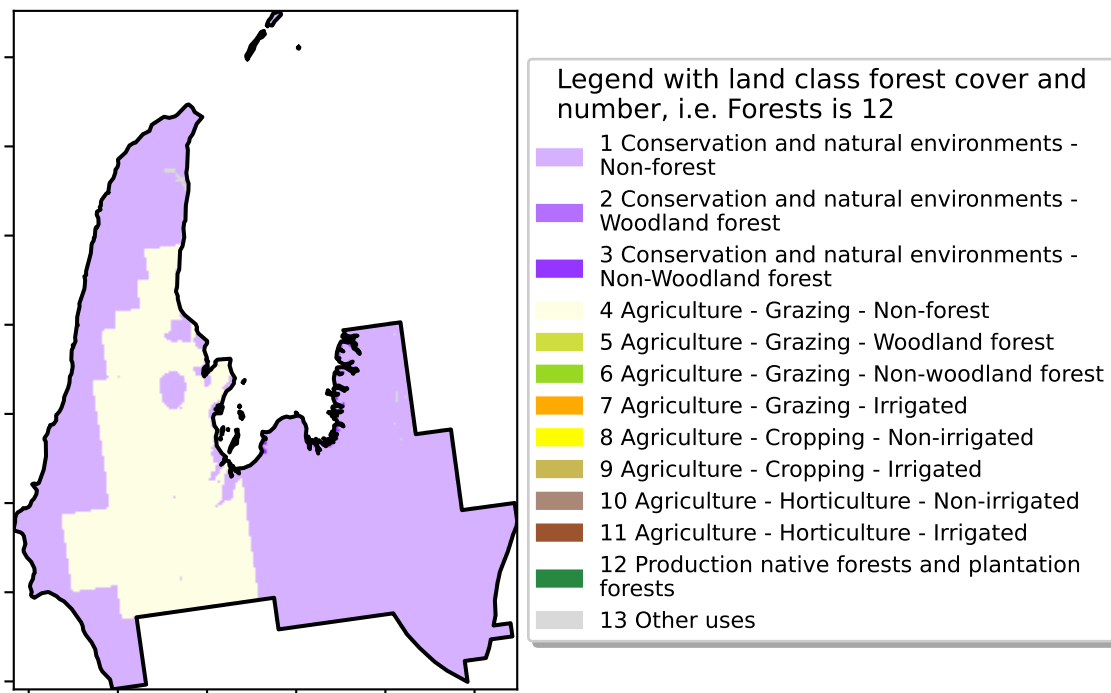 Legend with land class forest cover and
number, i.e. Forests is 12
1 Conservation and natural environments -
Non-forest
2 Conservation and natural environments -
Woodland forest
3 Conservation and natural environments -
Non-Woodland forest
4 Agriculture - Grazing - Non-forest
5 Agriculture - Grazing - Woodland forest
6 Agriculture - Grazing - Non-woodland forest
7 Agriculture - Grazing - Irrigated
8 Agriculture - Cropping - Non-irrigated
9 Agriculture - Cropping - Irrigated
10 Agriculture - Horticulture - Non-irrigated
11 Agriculture - Horticulture - Irrigated
12 Production native forests and plantation
forests
13 Other uses